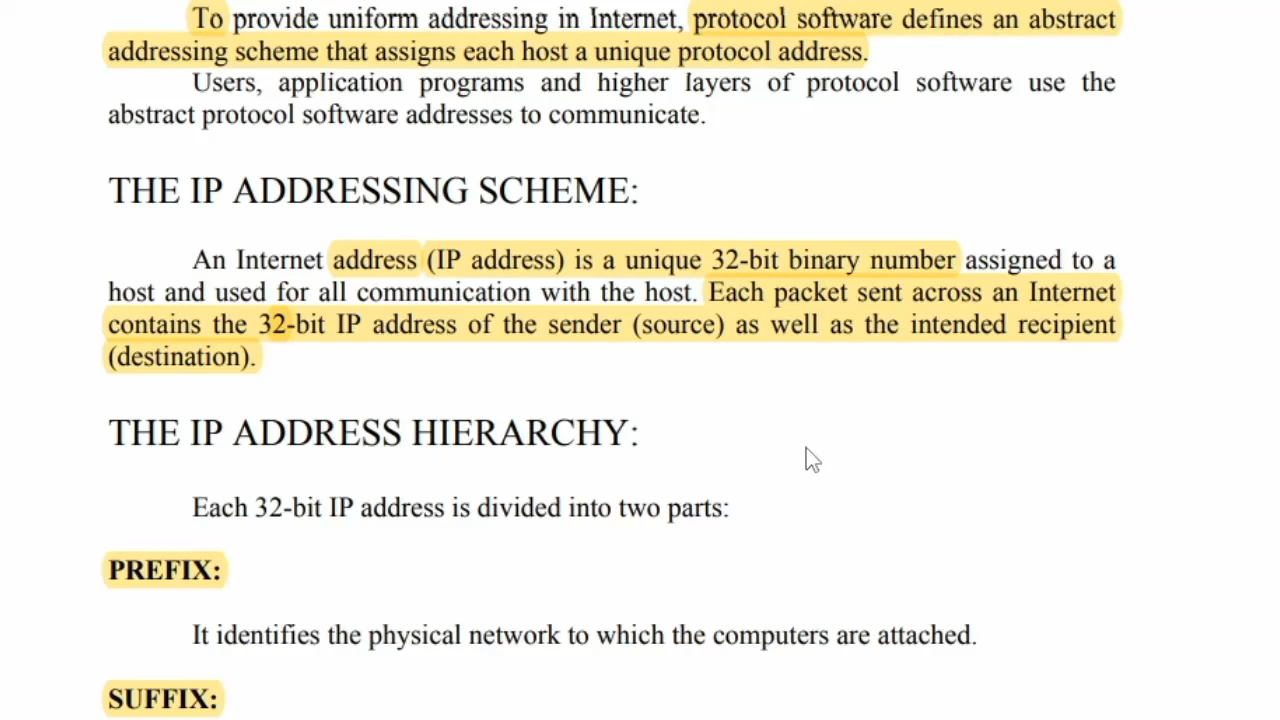 To provide uniform addressing in Internet, protocol software defines an abstract
addressing scheme that assigns each host a unique protocol address.
Users, application programs and higher layers of protocol software use the
abstract protocol software addresses to communicate.
THE IP ADDRESSING SCHEME:
An Internet address (IP address) is a unique 32-bit binary number assigned to a
host and used for all communication with the host. Each packet sent across an Internet
contains the 32-bit IP address of the sender (source) as well as the intended recipient
(destination).
THE IP ADDRESS HIERARCHY:
Each 32-bit IP address is divided into two parts:
PREFIX:
It identifies the physical network to which the computers are attached.
SUFFIX: